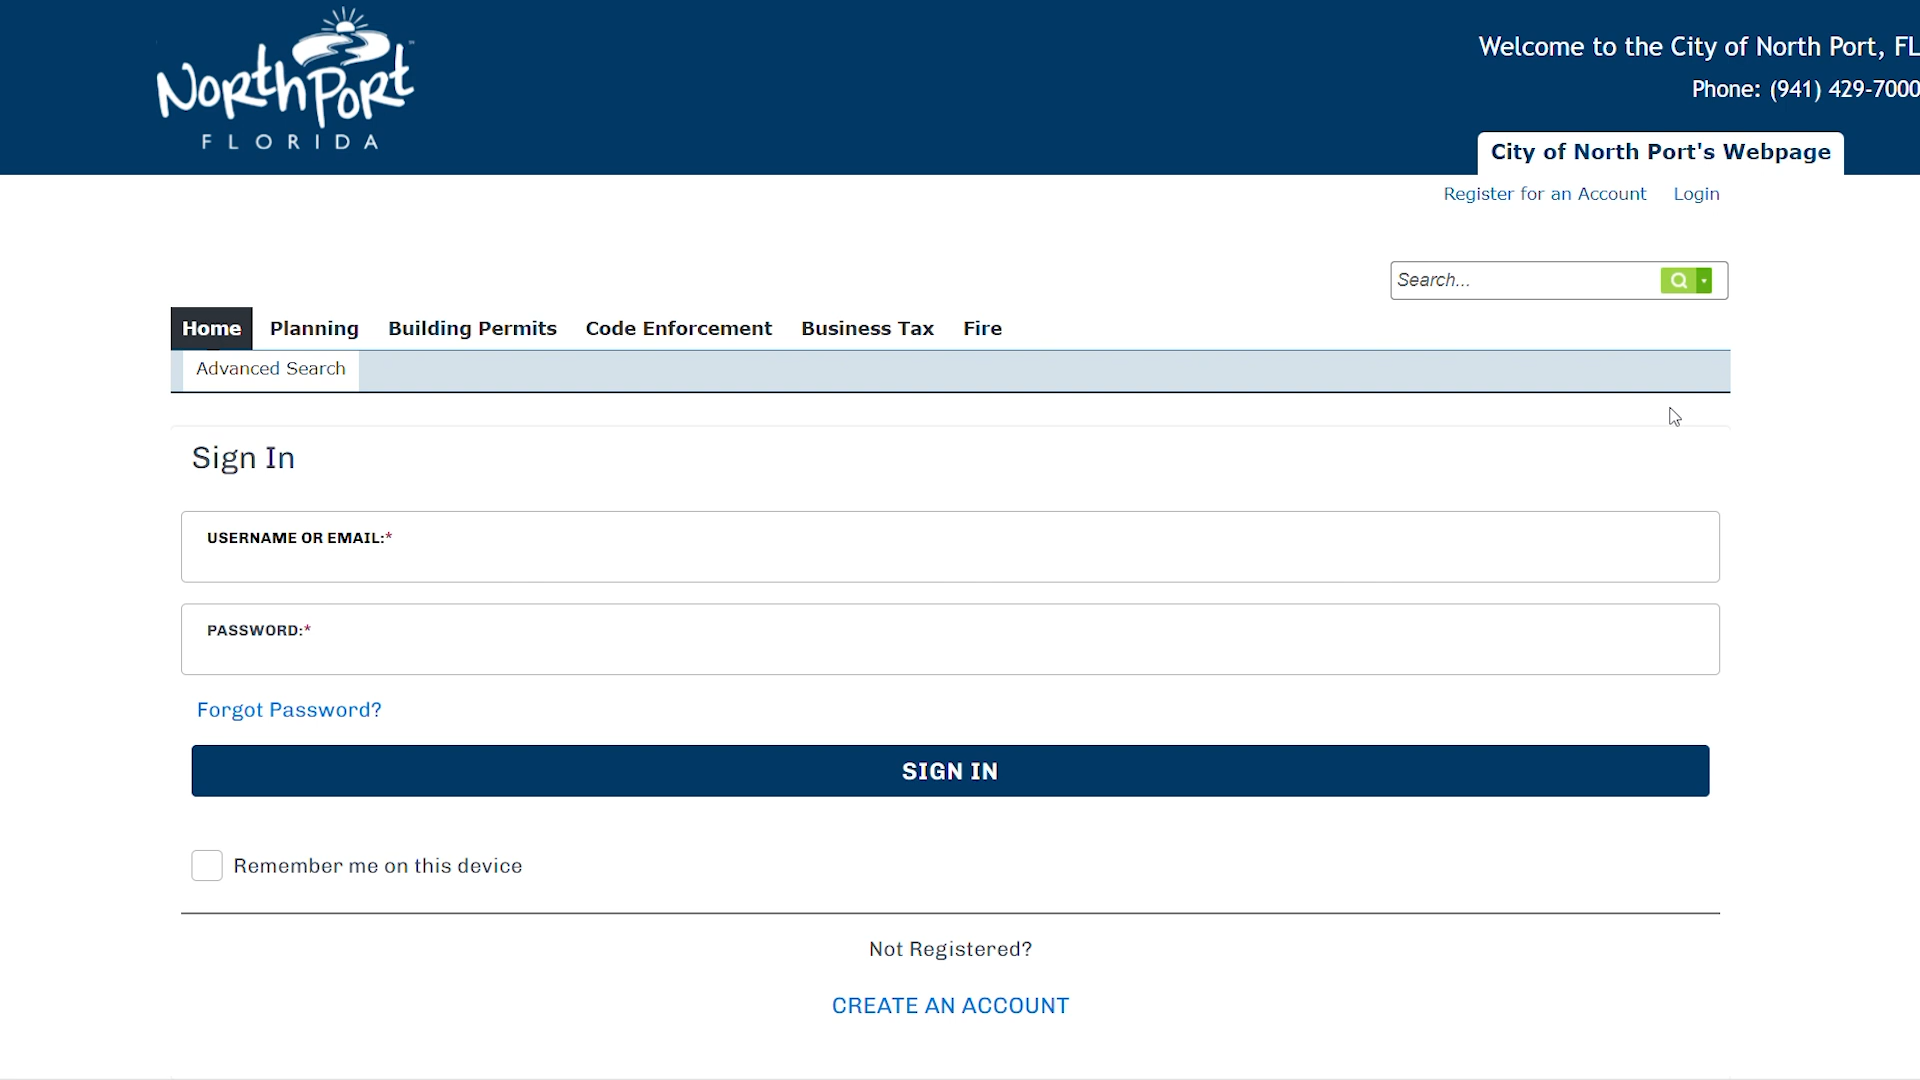 NorthPort™
FLORIDA
Welcome to the City of North Port, FL
Phone: (941) 429-7000
City of North Port's Webpage
Register for an Account Login
Search...
Home Planning Building Permits Code Enforcement Business Tax Fire
Advanced Search
Sign In
USERNAME OR EMAIL:*
PASSWORD:*
Forgot Password?
SIGN IN
Remember me on this device
Not Registered?
CREATE AN ACCOUNT